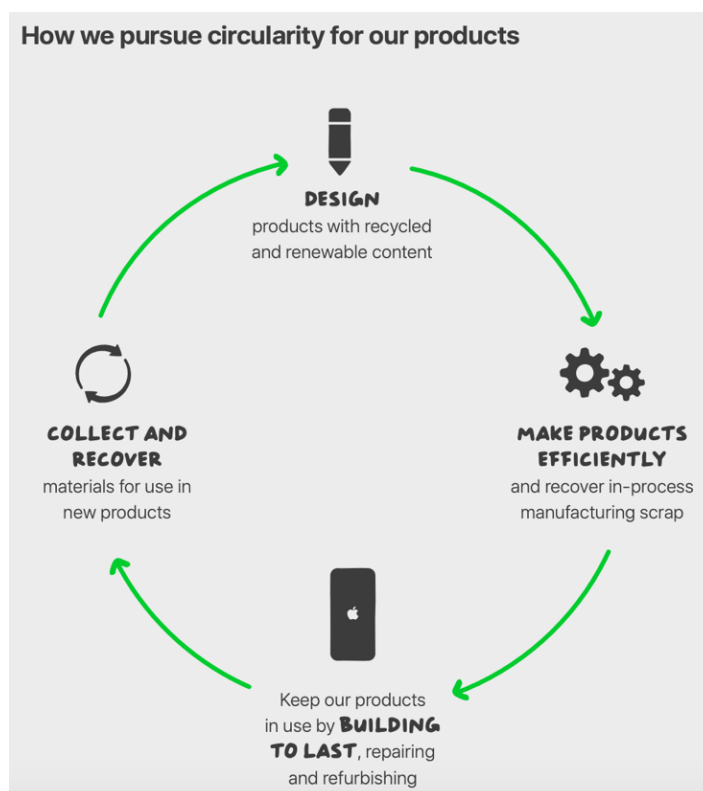 How we pursue circularity for our products
DESIGN
products with recycled
and renewable content
MAKE PRODUCTS
EFFICIENTLY
and recover in-process
manufacturing scrap
Keep our products
in use by BUILDING
TO LAST, repairing
and refurbishing
COLLECT AND
RECOVER
materials for use in
new products